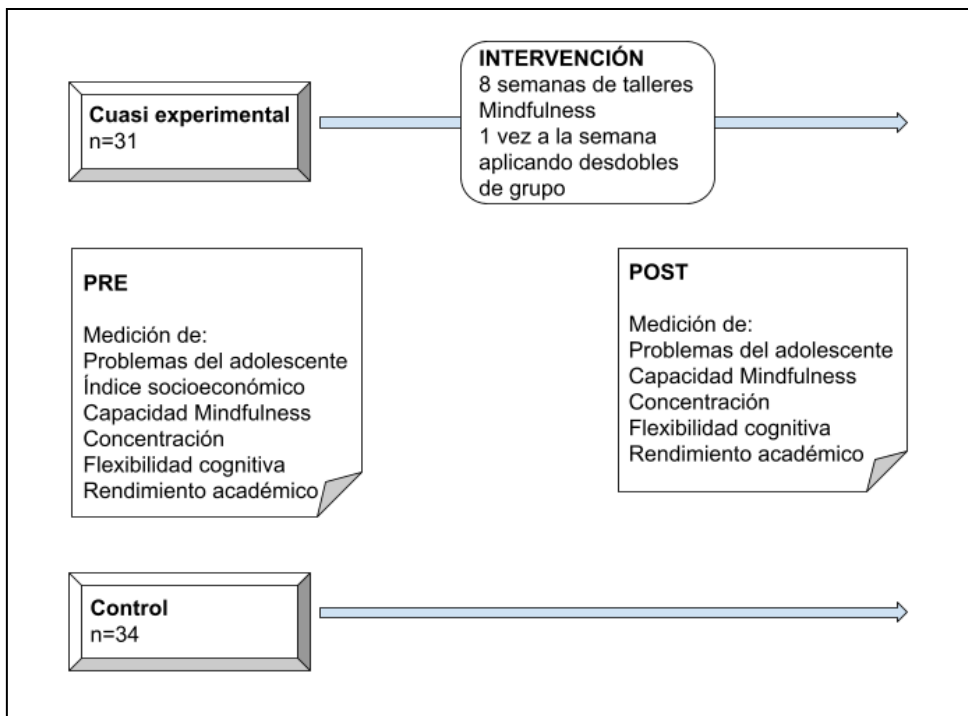 Cuasi experimental
n=31
INTERVENCIÓN
8 semanas de talleres
Mindfulness
1 vez a la semana
aplicando desdobles
de grupo
PRE
Medición de:
Problemas del adolescente
Índice socioeconómico
Capacidad Mindfulness
Concentración
Flexibilidad cognitiva
Rendimiento académico
POST
Medición de:
Problemas del adolescente
Capacidad Mindfulness
Concentración
Flexibilidad cognitiva
Rendimiento académico
Control
n=34